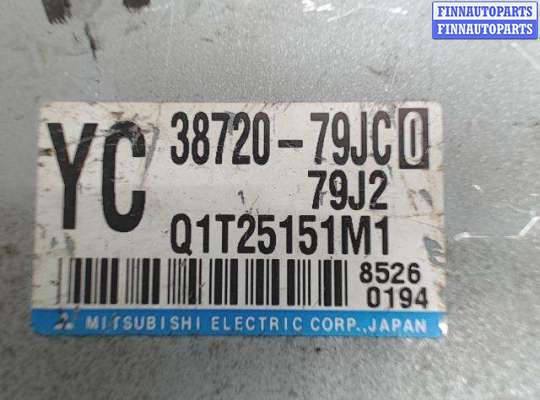 FINNAUTOPARTS
FINNAUTOPARTS
YC
38720-79JC0
79J2
Q1T25151M1
8526
0194
MITSUBISHI ELECTRIC CORP.,JAPAN